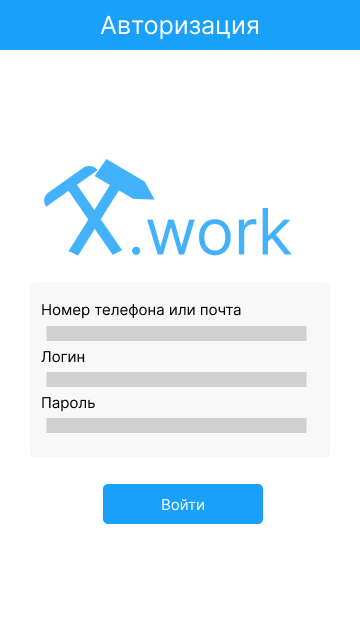 Авторизация
.work
Номер телефона или почта
Логин
Пароль
Войти